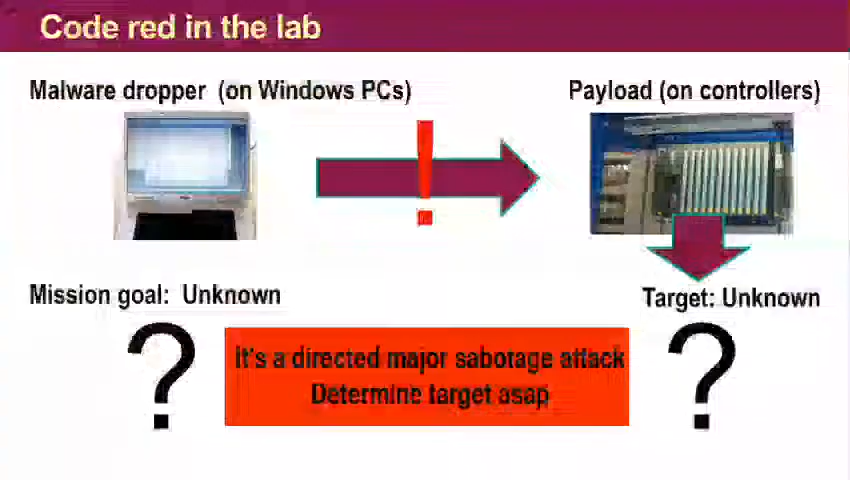 Code red in the lab
Malware dropper (on Windows PCs)
Payload (on controllers)
!
Mission goal: Unknown
Target: Unknown
?
?
It's a directed major sabotage attack
Determine target asap